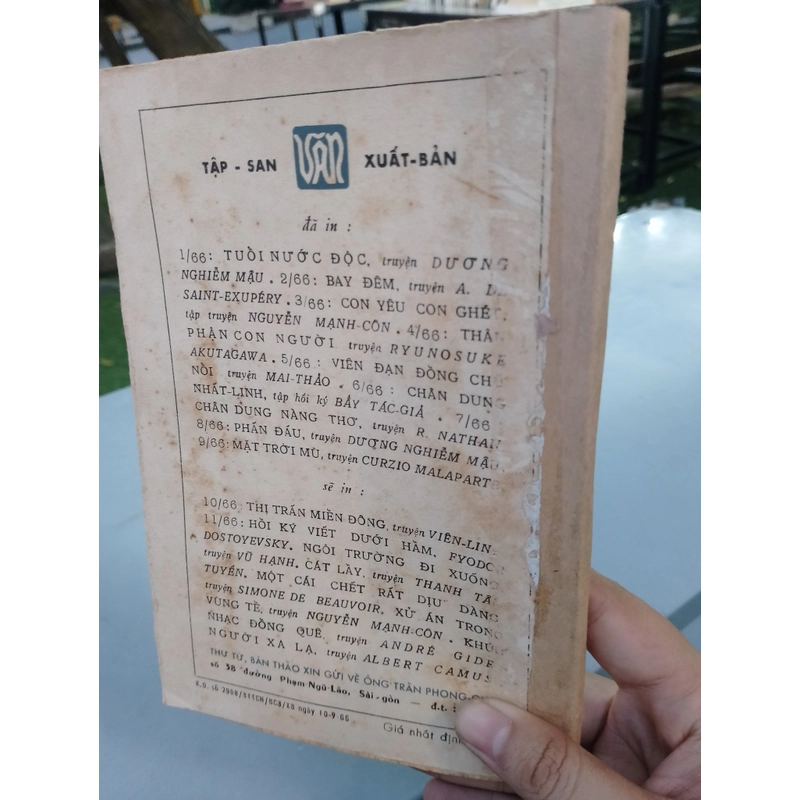 TẬP - SAN VĂN XUẤT-BẢN
đã in :
1/66: TUỔI NƯỚC ĐỘC, truyện DƯƠNG
NGHIỄM MẬU . 2/66: BAY ĐÊM, truyện A. DE
SAINT-EXUPÉRY . 3/66: CON YÊU CON GHÉT,
tập truyện NGUYỄN MẠNH-CÔN . 4/66: THÂN
PHẬN CON NGƯỜI truyện RYUNOSUKE
AKUTAGAWA . 5/66: VIÊN ĐẠN ĐỒNG CHỮ
NỔI truyện MAI-THẢO . 6/66: CHÂN DUNG
NHẤT-LINH, tập hồi ký BẢY TÁC-GIẢ . 7/66
CHÂN DUNG NÀNG THƠ, truyện R. NATHAN
8/66: PHẤN ĐẤU, truyện DƯƠNG NGHIỄM MẬU
9/66: MẶT TRỜI MÙ, truyện CURZIO MALAPARTE
sẽ in :
10/66: THỊ TRẤN MIỀN ĐÔNG, truyện VIÊN-LIN
11/66: HỒI KÝ VIẾT DƯỚI HẦM, FYODOR
DOSTOYEVSKY. NGÔI TRƯỜNG ĐI XUỐNG
truyện VŨ HẠNH. CÁT LẦY, truyện THANH TÂM
TUYỀN. MỘT CÁI CHẾT RẤT DỊU DÀNG
truyện SIMONE DE BEAUVOIR, XỬ ÁN TRONG
VÙNG TỀ, truyện NGUYỄN MẠNH-CÔN . KHÚC
NHẠC ĐỒNG QUÊ, truyện ANDRÉ GIDE
NGƯỜI XA LẠ, truyện ALBERT CAMUS
THƯ TỪ, BẢN THẢO XIN GỬI VỀ ÔNG TRẦN PHONG
số 38 đường Phạm-Ngũ-Lão, Sài-gòn — đ.t.
ngày 10-9-66
Giá nhất định